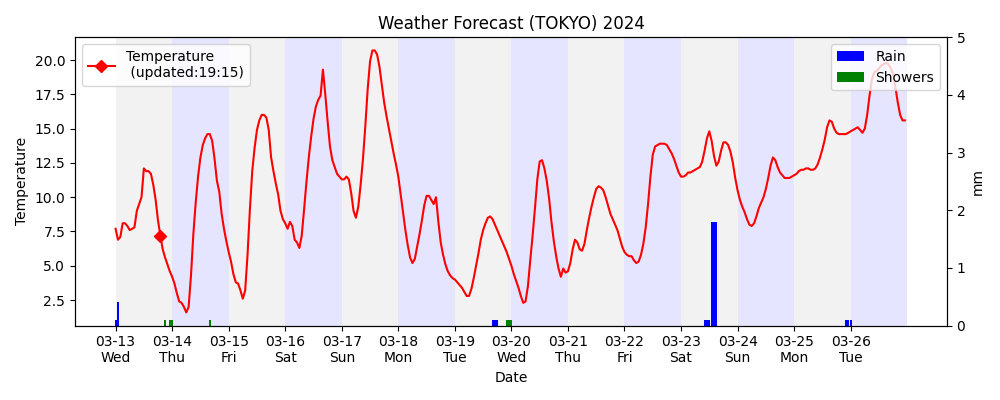 Weather Forecast (TOKYO) 2024
Temperature
(updated:19:15)
Rain
Showers
20.0
17.5
15.0
12.5
10.0
7.5
5.0
2.5
Temperature
5
4
3
2
1
0
mm
03-13 03-14 03-15 03-16 03-17 03-18 03-19 03-20 03-21 03-22 03-23 03-24 03-25 03-26
Wed Thu Fri Sat Sun Mon Tue Wed Thu Fri Sat Sun Mon Tue
Date